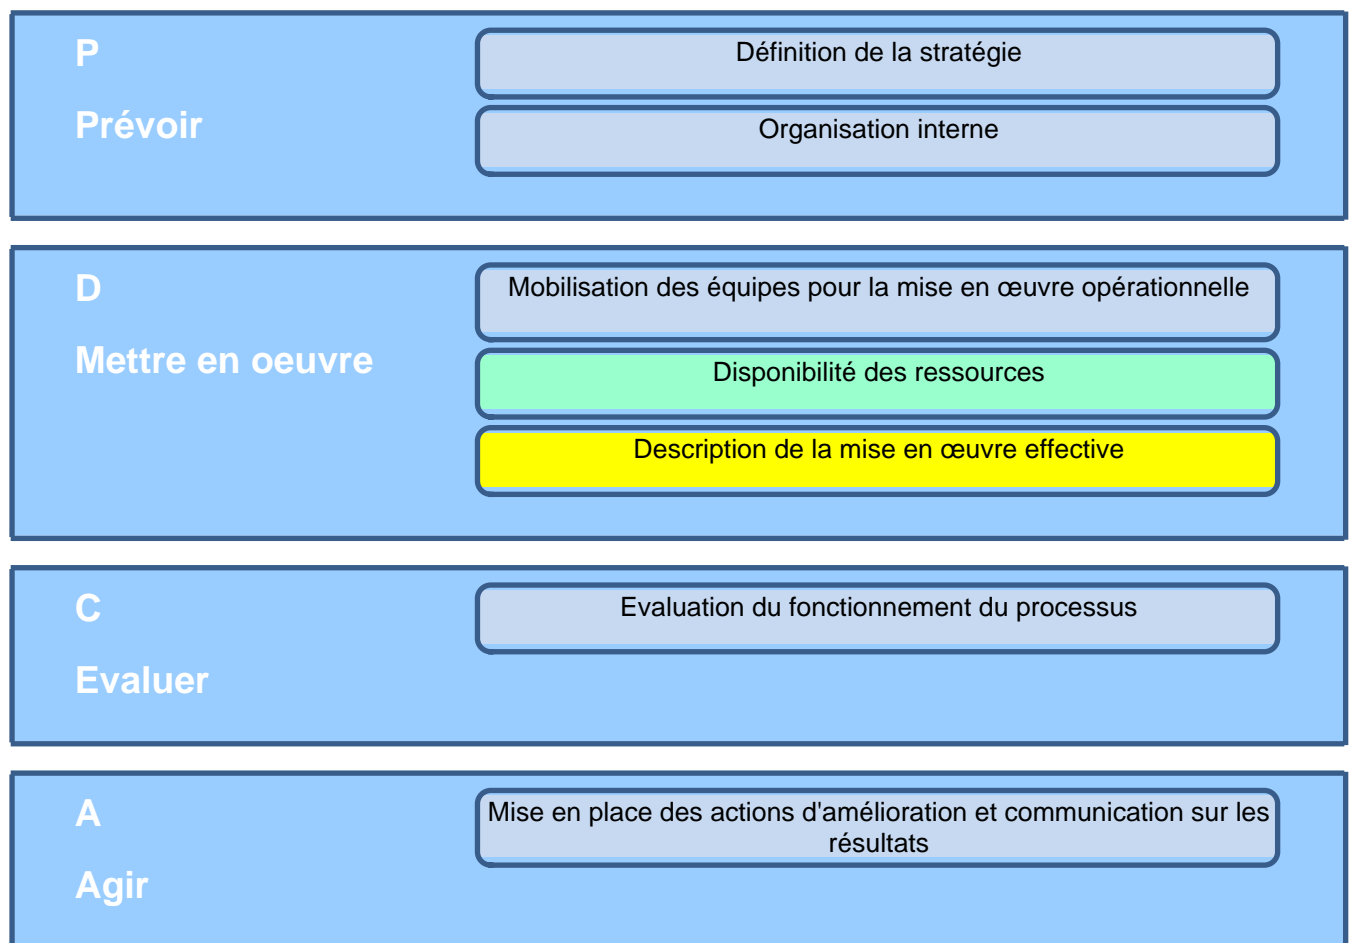 P
Prévoir
Définition de la stratégie
Organisation interne
D
Mettre en oeuvre
Mobilisation des équipes pour la mise en œuvre opérationnelle
Disponibilité des ressources
Description de la mise en œuvre effective
C
Evaluer
Evaluation du fonctionnement du processus
A
Agir
Mise en place des actions d'amélioration et communication sur les
résultats